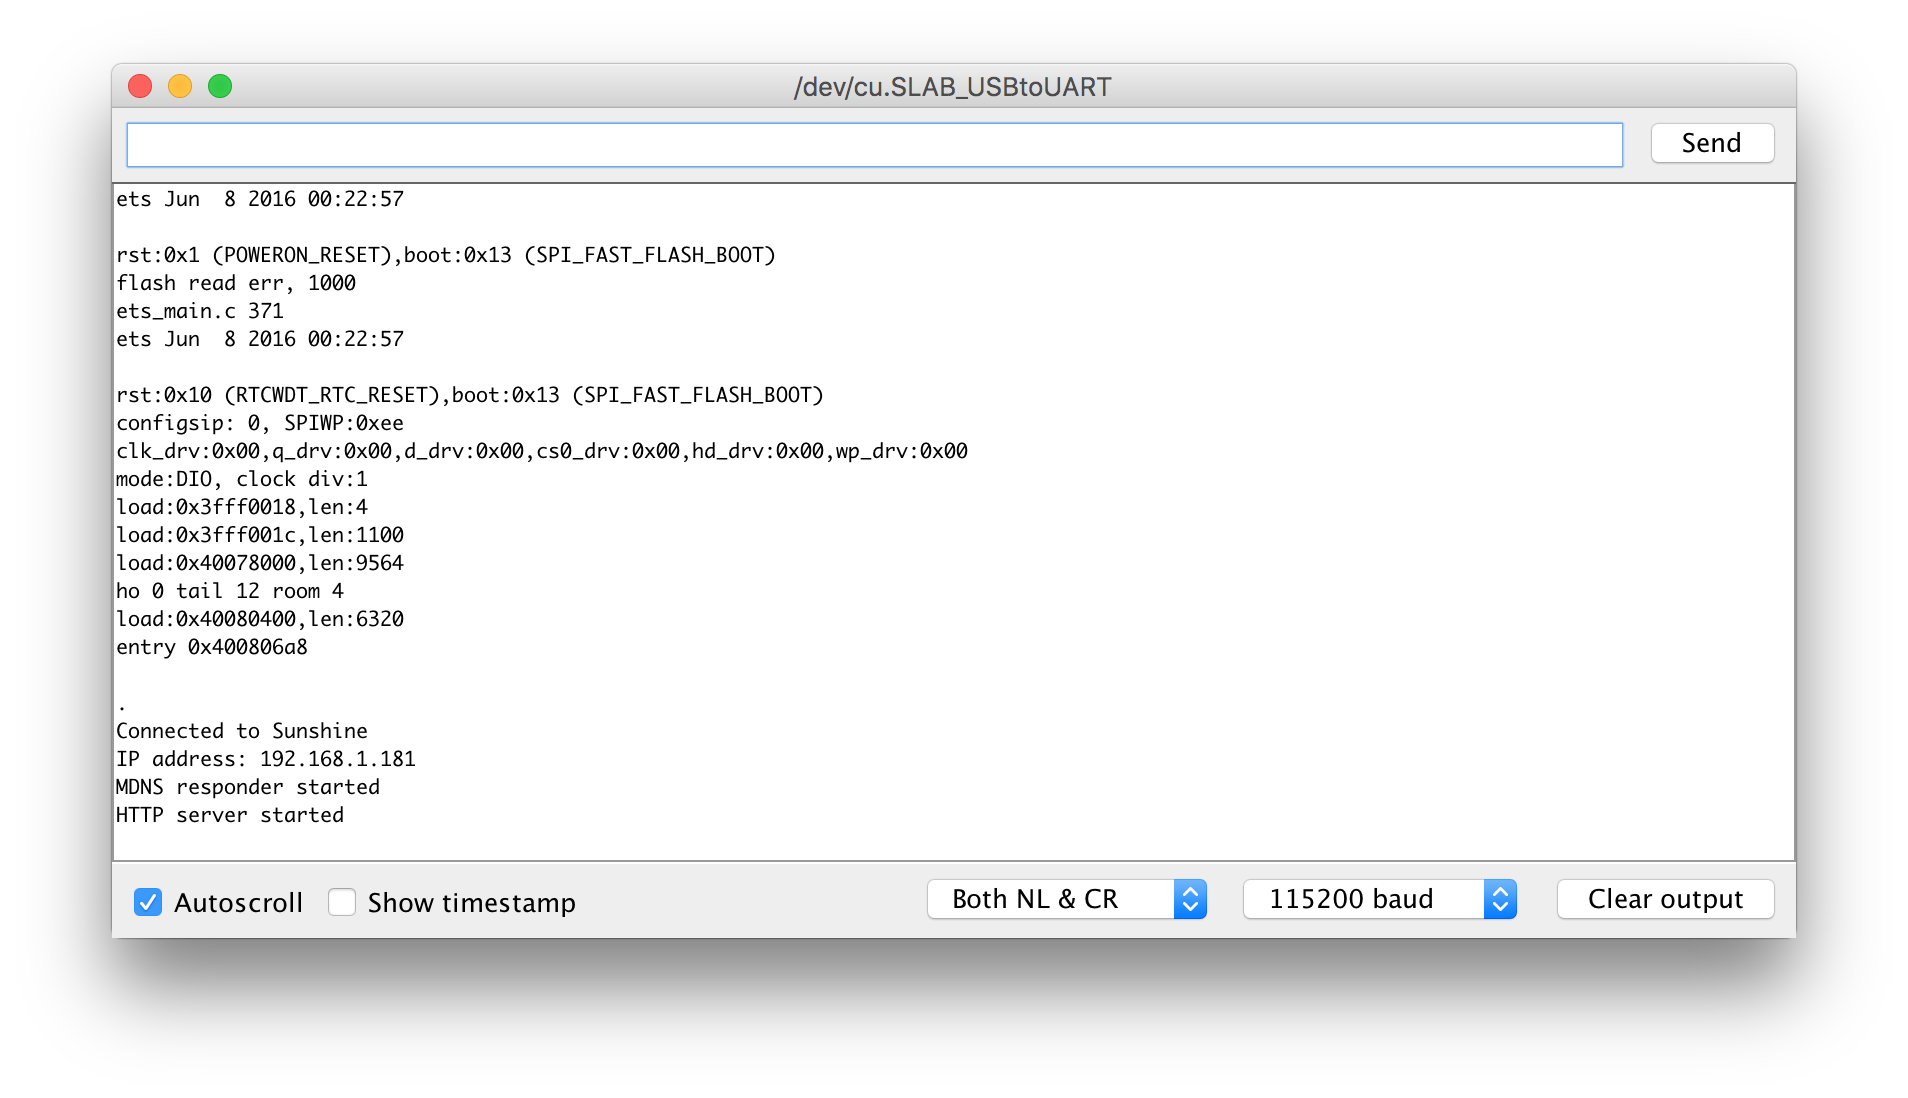 /dev/cu.SLAB_USBtoUART
Send
ets Jun  8 2016 00:22:57
rst:0x1 (POWERON_RESET),boot:0x13 (SPI_FAST_FLASH_BOOT)
flash read err, 1000
ets_main.c 371
ets Jun  8 2016 00:22:57
rst:0x10 (RTCWDT_RTC_RESET),boot:0x13 (SPI_FAST_FLASH_BOOT)
configsip: 0, SPIWP:0xee
clk_drv:0x00,q_drv:0x00,d_drv:0x00,cs0_drv:0x00,hd_drv:0x00,wp_drv:0x00
mode:DIO, clock div:1
load:0x3fff0018,len:4
load:0x3fff001c,len:1100
load:0x40078000,len:9564
ho 0 tail 12 room 4
load:0x40080400,len:6320
entry 0x400806a8
.
Connected to Sunshine
IP address: 192.168.1.181
MDNS responder started
HTTP server started
Autoscroll Show timestamp Both NL & CR 115200 baud Clear output